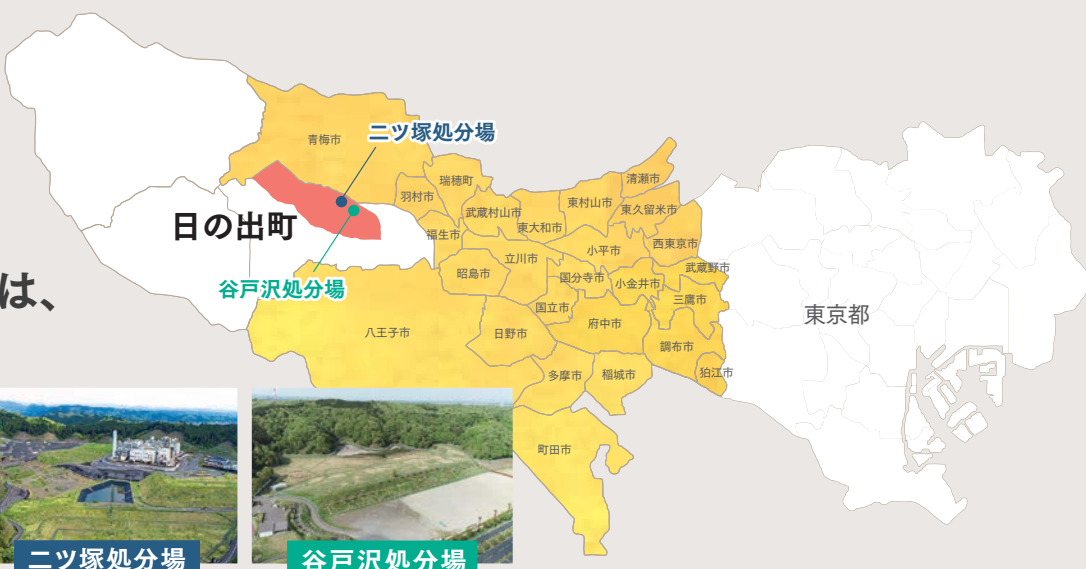 青梅市
二ツ塚処分場
瑞穂町
清瀬市
羽村市
日の出町
武蔵村山市
東村山市
東久留米市
東大和市
福生市
小平市
西東京市
谷戸沢処分場
昭島市
立川市
国分寺市
小金井市
武蔵野市
は、
国立市
三鷹市
東京都
八王子市
日野市
府中市
調布市
多摩市
稲城市
狛江市
町田市
二ツ塚処分場
谷戸沢処分場